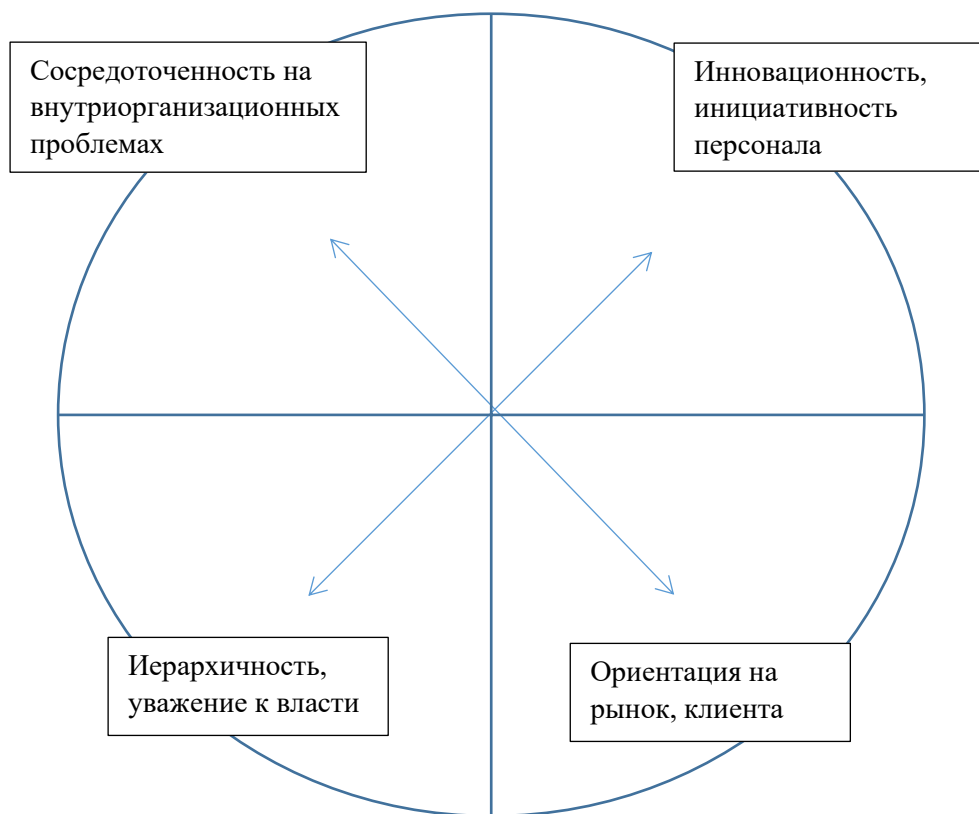 Сосредоточенность на
внутриорганизационных
проблемах
Инновационность,
инициативность
персонала
Иерархичность,
уважение к власти
Ориентация на
рынок, клиента